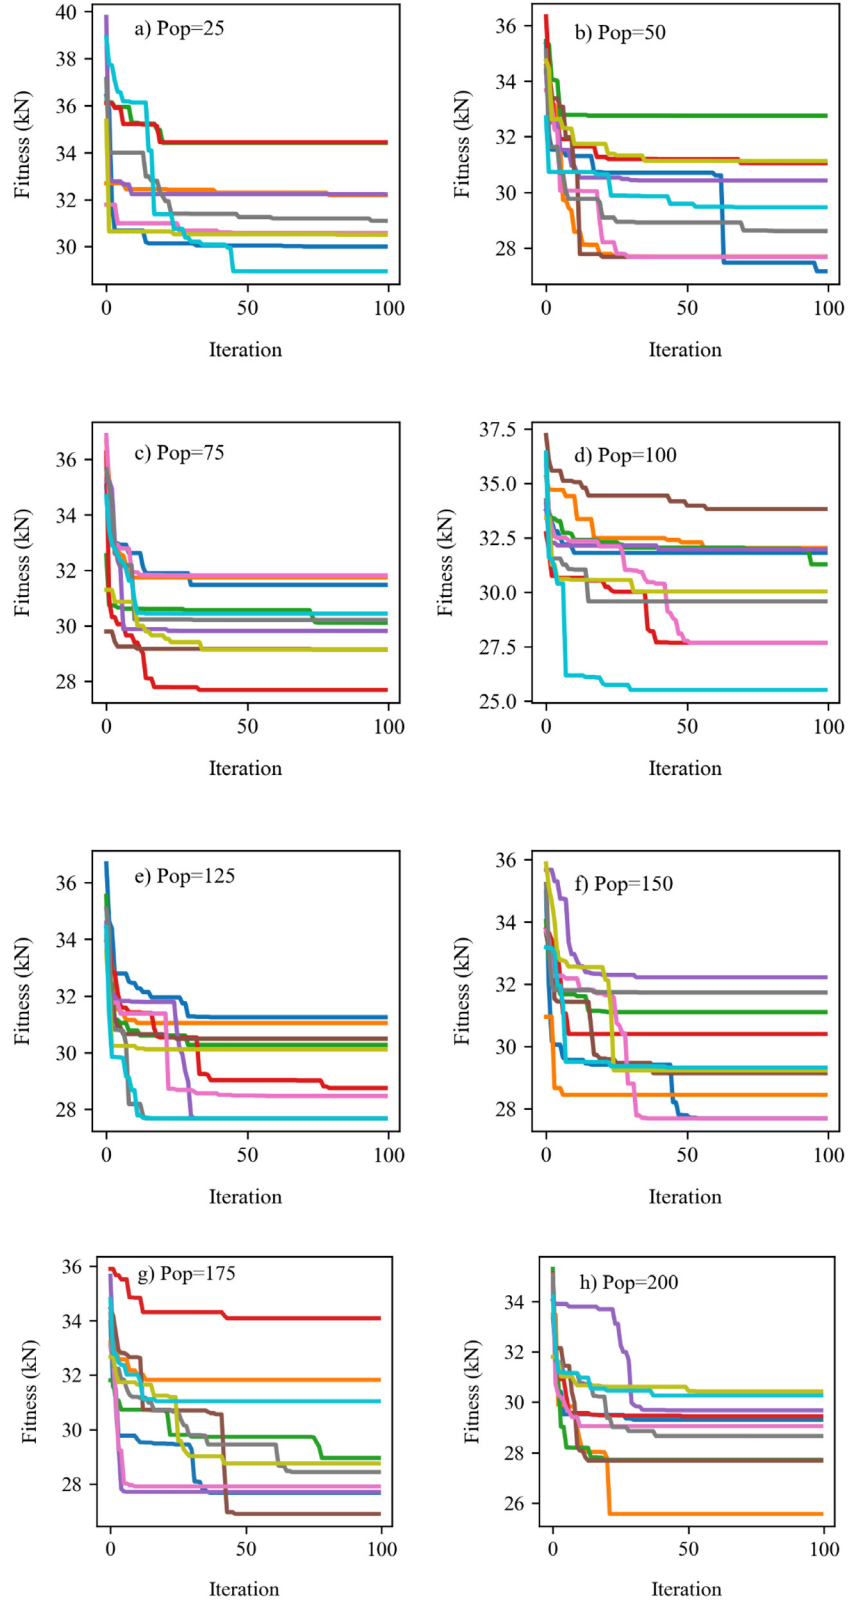 a) Pop=25
40
38
36
34
32
30
Fitness (kN)
0 50 100
Iteration
b) Pop=50
36
34
32
30
28
Fitness (kN)
0 50 100
Iteration
c) Pop=75
36
34
32
30
28
Fitness (kN)
0 50 100
Iteration
d) Pop=100
37.5
35.0
32.5
30.0
27.5
25.0
Fitness (kN)
0 50 100
Iteration
e) Pop=125
36
34
32
30
28
Fitness (kN)
0 50 100
Iteration
f) Pop=150
36
34
32
30
28
Fitness (kN)
0 50 100
Iteration
g) Pop=175
36
34
32
30
28
Fitness (kN)
0 50 100
Iteration
h) Pop=200
34
32
30
28
26
Fitness (kN)
0 50 100
Iteration